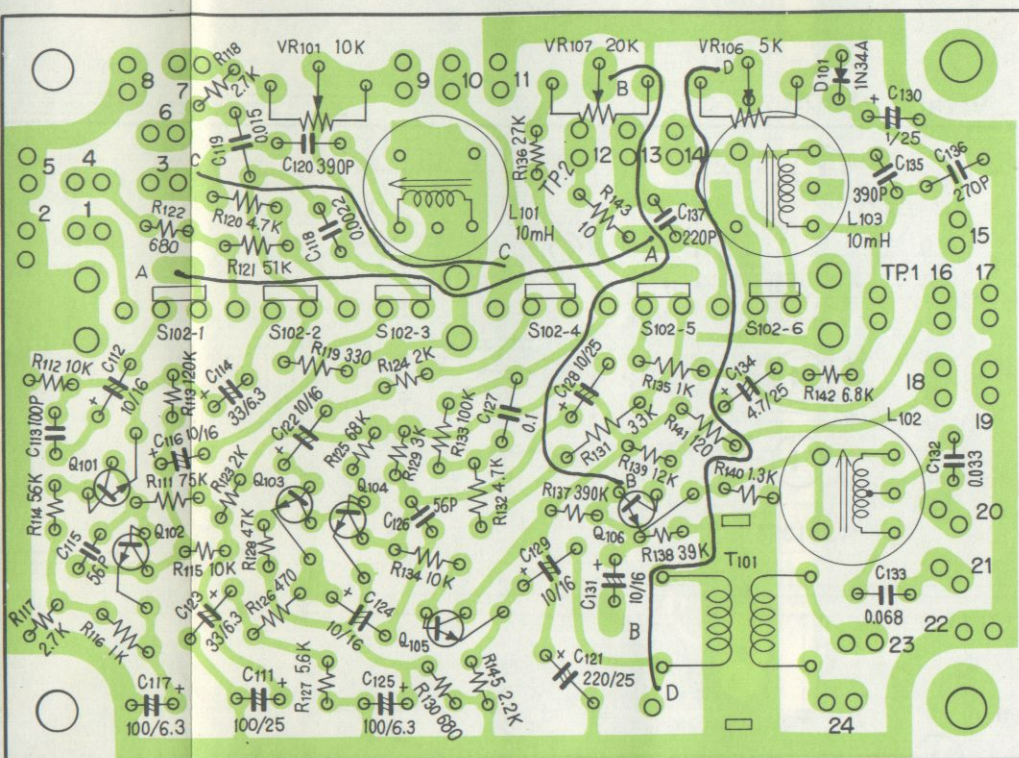 R118 2.7K
VR101 10K
VR107 20K
VR106 5K
D101 1N34A
8
7
9
10
11
B
D
C130 1/25
6
C119 0.015
C120 390P
R136 27K
TP.2
12
13
14
C135 390P
C136 270P
5
4
3
C
2
1
R122 680
R120 4.7K
C118 0.0022
L101 10mH
R143 10
C137 220P
L103 10mH
15
A
R121 51K
C
A
TP.1
16
17
S102-1
S102-2
S102-3
S102-4
S102-5
S102-6
R112 10K
C112 10/16
R113 120K
C114 33/6.3
R119 330
R124 2K
C128 10/25
R135 1K
C134 4.7/25
R142 6.8K
18
19
C113 100P
C116 10/16
C122 10/16
R125 68K
R129 3K
R133 100K
C127 0.1
R131 33K
R141 120
L102
Q101
R111 75K
R123 2K
Q103
Q104
C126 56P
R132 4.7K
R139 12K
R137 390K
B
R140 1.3K
C132 0.033
20
R114 56K
Q102
C115 56P
R115 10K
R128 47K
R134 10K
Q106
R138 39K
T101
C129 10/16
C131 10/16
21
R117 2.7K
R116 1K
C123 33/6.3
R126 470
C124 10/16
Q105
B
C133 0.068
22
23
C117 100/6.3
C111 100/25
R127 5.6K
C125 100/6.3
R130 680
R145 2.2K
C121 220/25
D
24